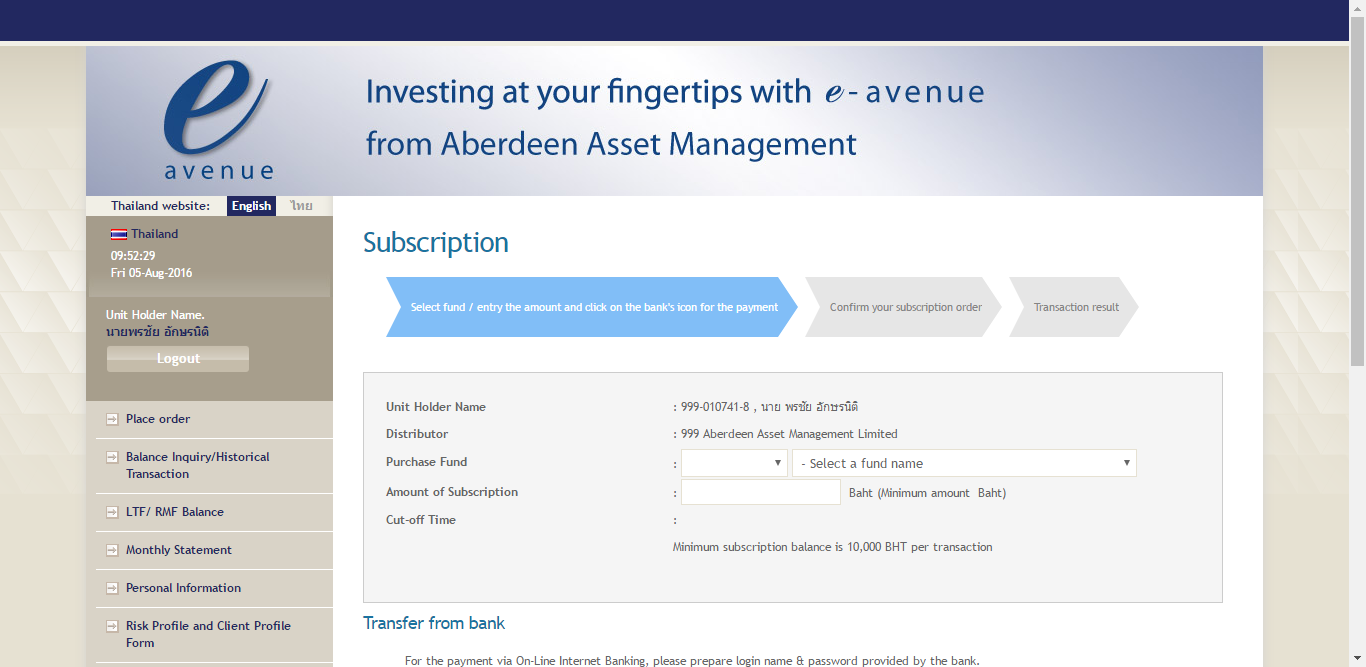 e
avenue
Investing at your fingertips with e-avenue
from Aberdeen Asset Management
Thailand website: English ไทย
Thailand
09:52:29
Fri 05-Aug-2016
Unit Holder Name.
นายพรชัย อักษรนิติ
Logout
Place order
Balance Inquiry/Historical
Transaction
LTF/ RMF Balance
Monthly Statement
Personal Information
Risk Profile and Client Profile
Form
Subscription
Select fund / entry the amount and click on the bank's icon for the payment
Confirm your subscription order
Transaction result
Unit Holder Name : 999-010741-8 , นาย พรชัย อักษรนิติ
Distributor : 999 Aberdeen Asset Management Limited
Purchase Fund : - Select a fund name
Amount of Subscription : Baht (Minimum amount Baht)
Cut-off Time :
Minimum subscription balance is 10,000 BHT per transaction
Transfer from bank
For the payment via On-Line Internet Banking, please prepare login name & password provided by the bank.